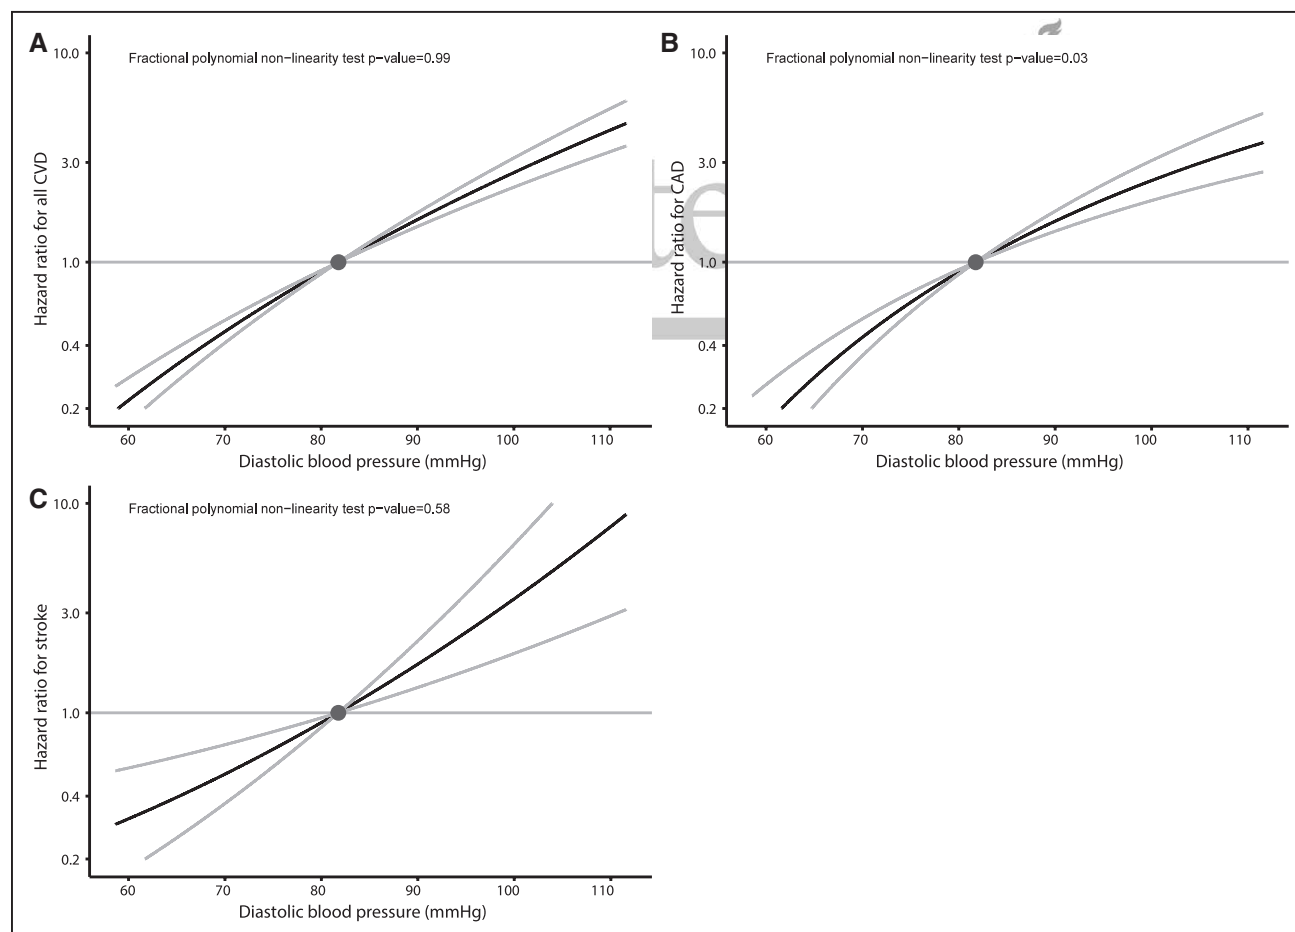 A
Fractional polynomial non−linearity test p−value=0.99
10.0
3.0
1.0
0.4
0.2
Hazard ratio for all CVD
60 70 80 90 100 110
Diastolic blood pressure (mmHg)
B
Fractional polynomial non−linearity test p−value=0.03
10.0
3.0
1.0
0.4
0.2
Hazard ratio for CAD
60 70 80 90 100 110
Diastolic blood pressure (mmHg)
C
Fractional polynomial non−linearity test p−value=0.58
10.0
3.0
1.0
0.4
0.2
Hazard ratio for stroke
60 70 80 90 100 110
Diastolic blood pressure (mmHg)